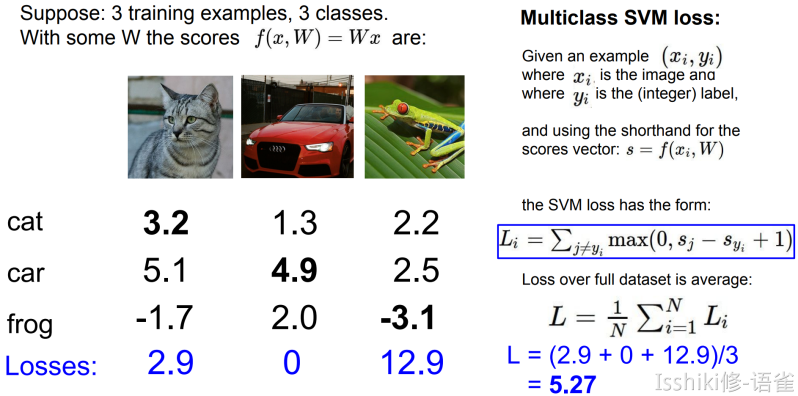 Suppose: 3 training examples, 3 classes.
With some W the scores f(x, W) = Wx are:
cat 3.2 1.3 2.2
car 5.1 4.9 2.5
frog -1.7 2.0 -3.1
Losses: 2.9 0 12.9
Multiclass SVM loss:
Given an example (x_i, y_i)
where x_i is the image and
where y_i is the (integer) label,
and using the shorthand for the
scores vector: s = f(x_i, W)
the SVM loss has the form:
L_i = ∑_{j≠y_i} max(0, s_j − s_{y_i} + 1)
Loss over full dataset is average:
L = \frac{1}{N} ∑_{i=1}^{N} L_i
L = (2.9 + 0 + 12.9)/3
= 5.27
Isshiki修-语雀